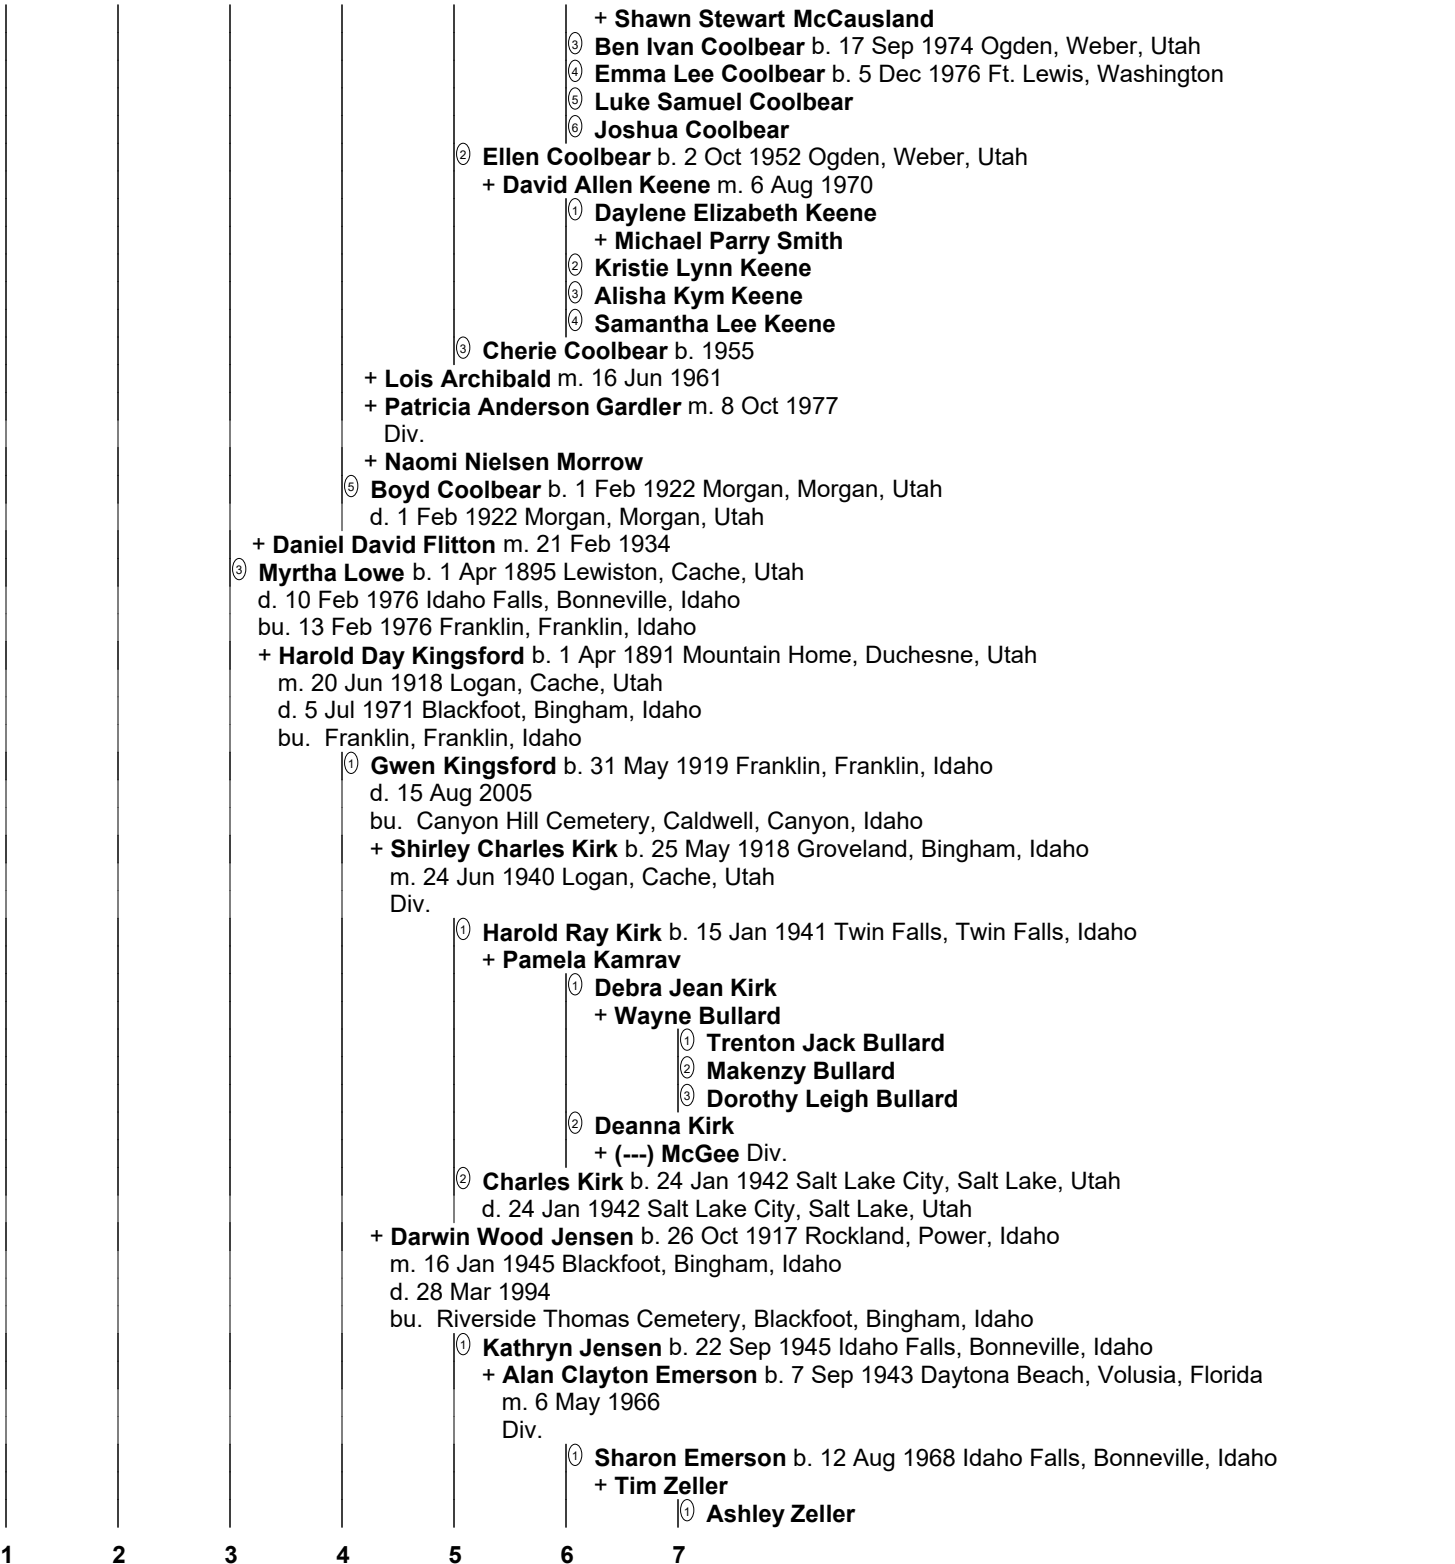 + Shawn Stewart McCausland
3 Ben Ivan Coolbear b. 17 Sep 1974 Ogden, Weber, Utah
4 Emma Lee Coolbear b. 5 Dec 1976 Ft. Lewis, Washington
5 Luke Samuel Coolbear
6 Joshua Coolbear
2 Ellen Coolbear b. 2 Oct 1952 Ogden, Weber, Utah
+ David Allen Keene m. 6 Aug 1970
1 Daylene Elizabeth Keene
+ Michael Parry Smith
2 Kristie Lynn Keene
3 Alisha Kym Keene
4 Samantha Lee Keene
3 Cherie Coolbear b. 1955
+ Lois Archibald m. 16 Jun 1961
+ Patricia Anderson Gardler m. 8 Oct 1977
Div.
+ Naomi Nielsen Morrow
5 Boyd Coolbear b. 1 Feb 1922 Morgan, Morgan, Utah
d. 1 Feb 1922 Morgan, Morgan, Utah
+ Daniel David Flitton m. 21 Feb 1934
3 Myrtha Lowe b. 1 Apr 1895 Lewiston, Cache, Utah
d. 10 Feb 1976 Idaho Falls, Bonneville, Idaho
bu. 13 Feb 1976 Franklin, Franklin, Idaho
+ Harold Day Kingsford b. 1 Apr 1891 Mountain Home, Duchesne, Utah
m. 20 Jun 1918 Logan, Cache, Utah
d. 5 Jul 1971 Blackfoot, Bingham, Idaho
bu. Franklin, Franklin, Idaho
1 Gwen Kingsford b. 31 May 1919 Franklin, Franklin, Idaho
d. 15 Aug 2005
bu. Canyon Hill Cemetery, Caldwell, Canyon, Idaho
+ Shirley Charles Kirk b. 25 May 1918 Groveland, Bingham, Idaho
m. 24 Jun 1940 Logan, Cache, Utah
Div.
1 Harold Ray Kirk b. 15 Jan 1941 Twin Falls, Twin Falls, Idaho
+ Pamela Kamrav
1 Debra Jean Kirk
+ Wayne Bullard
1 Trenton Jack Bullard
2 Makenzy Bullard
3 Dorothy Leigh Bullard
2 Deanna Kirk
+ (---) McGee Div.
2 Charles Kirk b. 24 Jan 1942 Salt Lake City, Salt Lake, Utah
d. 24 Jan 1942 Salt Lake City, Salt Lake, Utah
+ Darwin Wood Jensen b. 26 Oct 1917 Rockland, Power, Idaho
m. 16 Jan 1945 Blackfoot, Bingham, Idaho
d. 28 Mar 1994
bu. Riverside Thomas Cemetery, Blackfoot, Bingham, Idaho
1 Kathryn Jensen b. 22 Sep 1945 Idaho Falls, Bonneville, Idaho
+ Alan Clayton Emerson b. 7 Sep 1943 Daytona Beach, Volusia, Florida
m. 6 May 1966
Div.
1 Sharon Emerson b. 12 Aug 1968 Idaho Falls, Bonneville, Idaho
+ Tim Zeller
1 Ashley Zeller
1 2 3 4 5 6 7